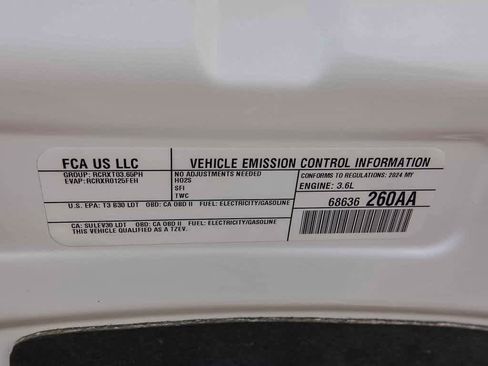 FCA US LLC
GROUP: RCRXT03.65PH
EVAP: RCRXR0125FEH
VEHICLE EMISSION CONTROL INFORMATION
NO ADJUSTMENTS NEEDED
HO2S
SFI
TWC
CONFORMS TO REGULATIONS: 2024 MY
ENGINE: 3.6L
U.S. EPA: T3 B30 LDT OBD: CA OBD II FUEL: ELECTRICITY/GASOLINE
68636 260AA
CA: SULEV30 LDT OBD: CA OBD II FUEL: ELECTRICITY/GASOLINE
THIS VEHICLE QUALIFIED AS A TZEV.